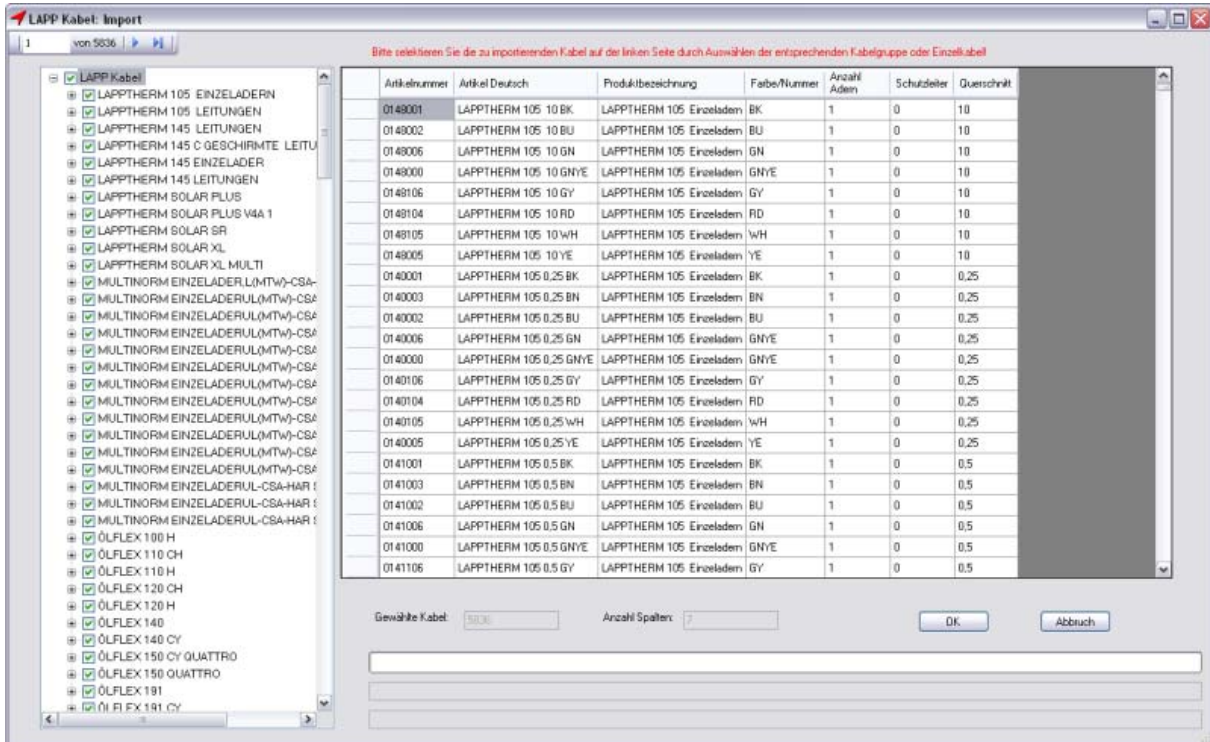 LAPP Kabel: Import
1 von 5836
Bitte selektieren Sie die zu importierenden Kabel auf der linken Seite durch Auswählen der entsprechenden Kabelgruppe oder Einzelkabel!
LAPP Kabel
LAPPTHERM 105 EINZELADERN
LAPPTHERM 105 LEITUNGEN
LAPPTHERM 145 LEITUNGEN
LAPPTHERM 145 C GESCHIRMTE LEITU
LAPPTHERM 145 EINZELADER
LAPPTHERM 145 LEITUNGEN
LAPPTHERM SOLAR PLUS
LAPPTHERM SOLAR PLUS V4A 1
LAPPTHERM SOLAR SR
LAPPTHERM SOLAR XL
LAPPTHERM SOLAR XL MULTI
MULTINORM EINZELADER,L(MTW)-CSA-
MULTINORM EINZELADERUL(MTW)-CSA
MULTINORM EINZELADERUL(MTW)-CSA
MULTINORM EINZELADERUL(MTW)-CSA
MULTINORM EINZELADERUL(MTW)-CSA
MULTINORM EINZELADERUL(MTW)-CSA
MULTINORM EINZELADERUL(MTW)-CSA
MULTINORM EINZELADERUL(MTW)-CSA
MULTINORM EINZELADERUL(MTW)-CSA
MULTINORM EINZELADERUL(MTW)-CSA
MULTINORM EINZELADERUL(MTW)-CSA
MULTINORM EINZELADERUL(MTW)-CSA
MULTINORM EINZELADERUL-CSA-HAR S
MULTINORM EINZELADERUL-CSA-HAR S
MULTINORM EINZELADERUL-CSA-HAR S
ÖLFLEX 100 H
ÖLFLEX 110 CH
ÖLFLEX 110 H
ÖLFLEX 120 CH
ÖLFLEX 120 H
ÖLFLEX 140
ÖLFLEX 140 CY
ÖLFLEX 150 CY QUATTRO
ÖLFLEX 150 QUATTRO
ÖLFLEX 191
ÖLFLEX 191 CY
Artikelnummer Artikel Deutsch Produktbezeichnung Farbe/Nummer Anzahl Adern Schutzleiter Querschnitt
0148001 LAPPTHERM 105 10 BK LAPPTHERM 105 Einzeladern BK 1 0 10
0148002 LAPPTHERM 105 10 BU LAPPTHERM 105 Einzeladern BU 1 0 10
0148006 LAPPTHERM 105 10 GN LAPPTHERM 105 Einzeladern GN 1 0 10
0148000 LAPPTHERM 105 10 GNYE LAPPTHERM 105 Einzeladern GNYE 1 0 10
0148106 LAPPTHERM 105 10 GY LAPPTHERM 105 Einzeladern GY 1 0 10
0148104 LAPPTHERM 105 10 RD LAPPTHERM 105 Einzeladern RD 1 0 10
0148105 LAPPTHERM 105 10 WH LAPPTHERM 105 Einzeladern WH 1 0 10
0148005 LAPPTHERM 105 10 YE LAPPTHERM 105 Einzeladern YE 1 0 10
0140001 LAPPTHERM 105 0,25 BK LAPPTHERM 105 Einzeladern BK 1 0 0,25
0140003 LAPPTHERM 105 0,25 BN LAPPTHERM 105 Einzeladern BN 1 0 0,25
0140002 LAPPTHERM 105 0,25 BU LAPPTHERM 105 Einzeladern BU 1 0 0,25
0140006 LAPPTHERM 105 0,25 GN LAPPTHERM 105 Einzeladern GNYE 1 0 0,25
0140000 LAPPTHERM 105 0,25 GNYE LAPPTHERM 105 Einzeladern GNYE 1 0 0,25
0140106 LAPPTHERM 105 0,25 GY LAPPTHERM 105 Einzeladern GY 1 0 0,25
0140104 LAPPTHERM 105 0,25 RD LAPPTHERM 105 Einzeladern RD 1 0 0,25
0140105 LAPPTHERM 105 0,25 WH LAPPTHERM 105 Einzeladern WH 1 0 0,25
0140005 LAPPTHERM 105 0,25 YE LAPPTHERM 105 Einzeladern YE 1 0 0,25
0141001 LAPPTHERM 105 0,5 BK LAPPTHERM 105 Einzeladern BK 1 0 0,5
0141003 LAPPTHERM 105 0,5 BN LAPPTHERM 105 Einzeladern BN 1 0 0,5
0141002 LAPPTHERM 105 0,5 BU LAPPTHERM 105 Einzeladern BU 1 0 0,5
0141006 LAPPTHERM 105 0,5 GN LAPPTHERM 105 Einzeladern GN 1 0 0,5
0141000 LAPPTHERM 105 0,5 GNYE LAPPTHERM 105 Einzeladern GNYE 1 0 0,5
0141106 LAPPTHERM 105 0,5 GY LAPPTHERM 105 Einzeladern GY 1 0 0,5
Gewählte Kabel: 5836 Anzahl Spalten: 7 OK Abbruch